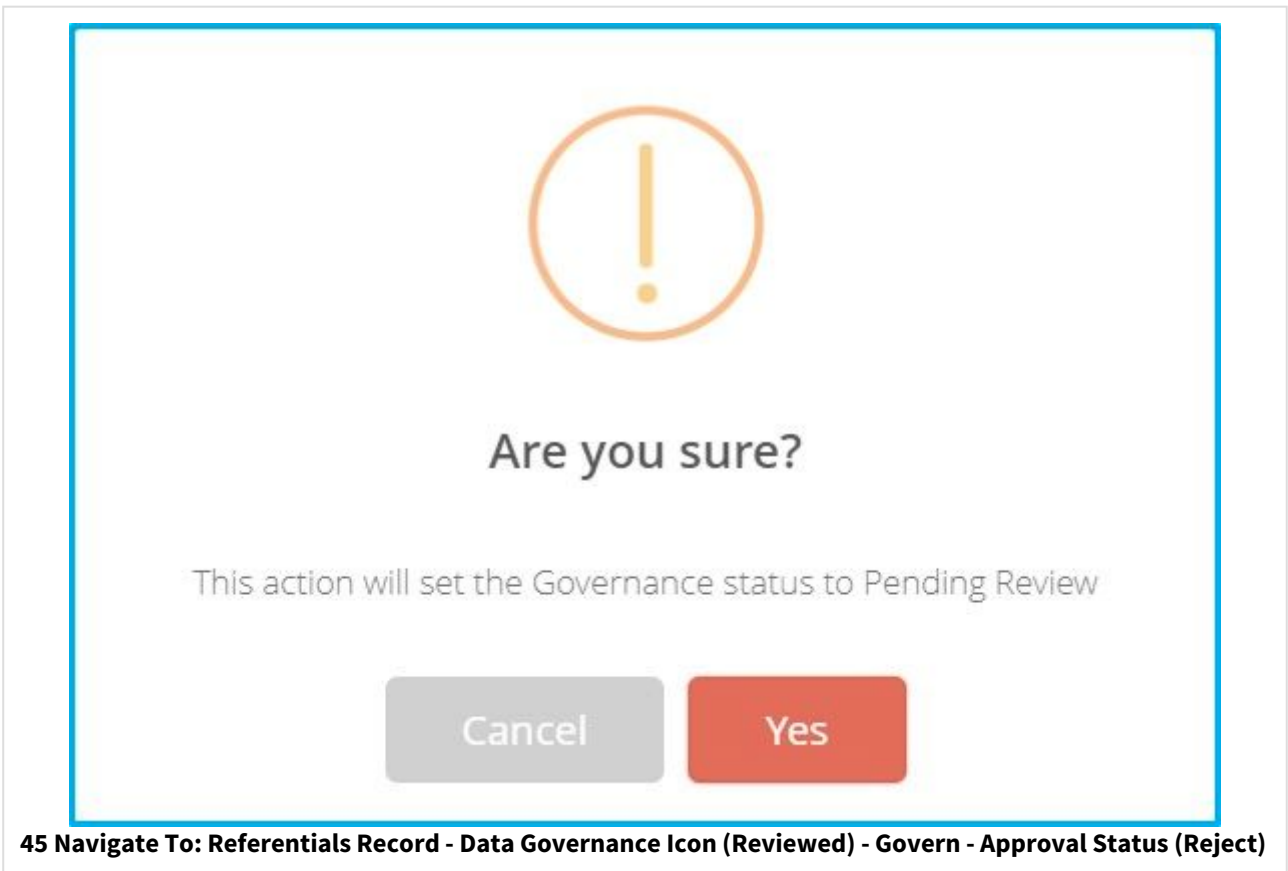 Are you sure?
This action will set the Governance status to Pending Review
Cancel Yes
45 Navigate To: Referentials Record - Data Governance Icon (Reviewed) - Govern - Approval Status (Reject)